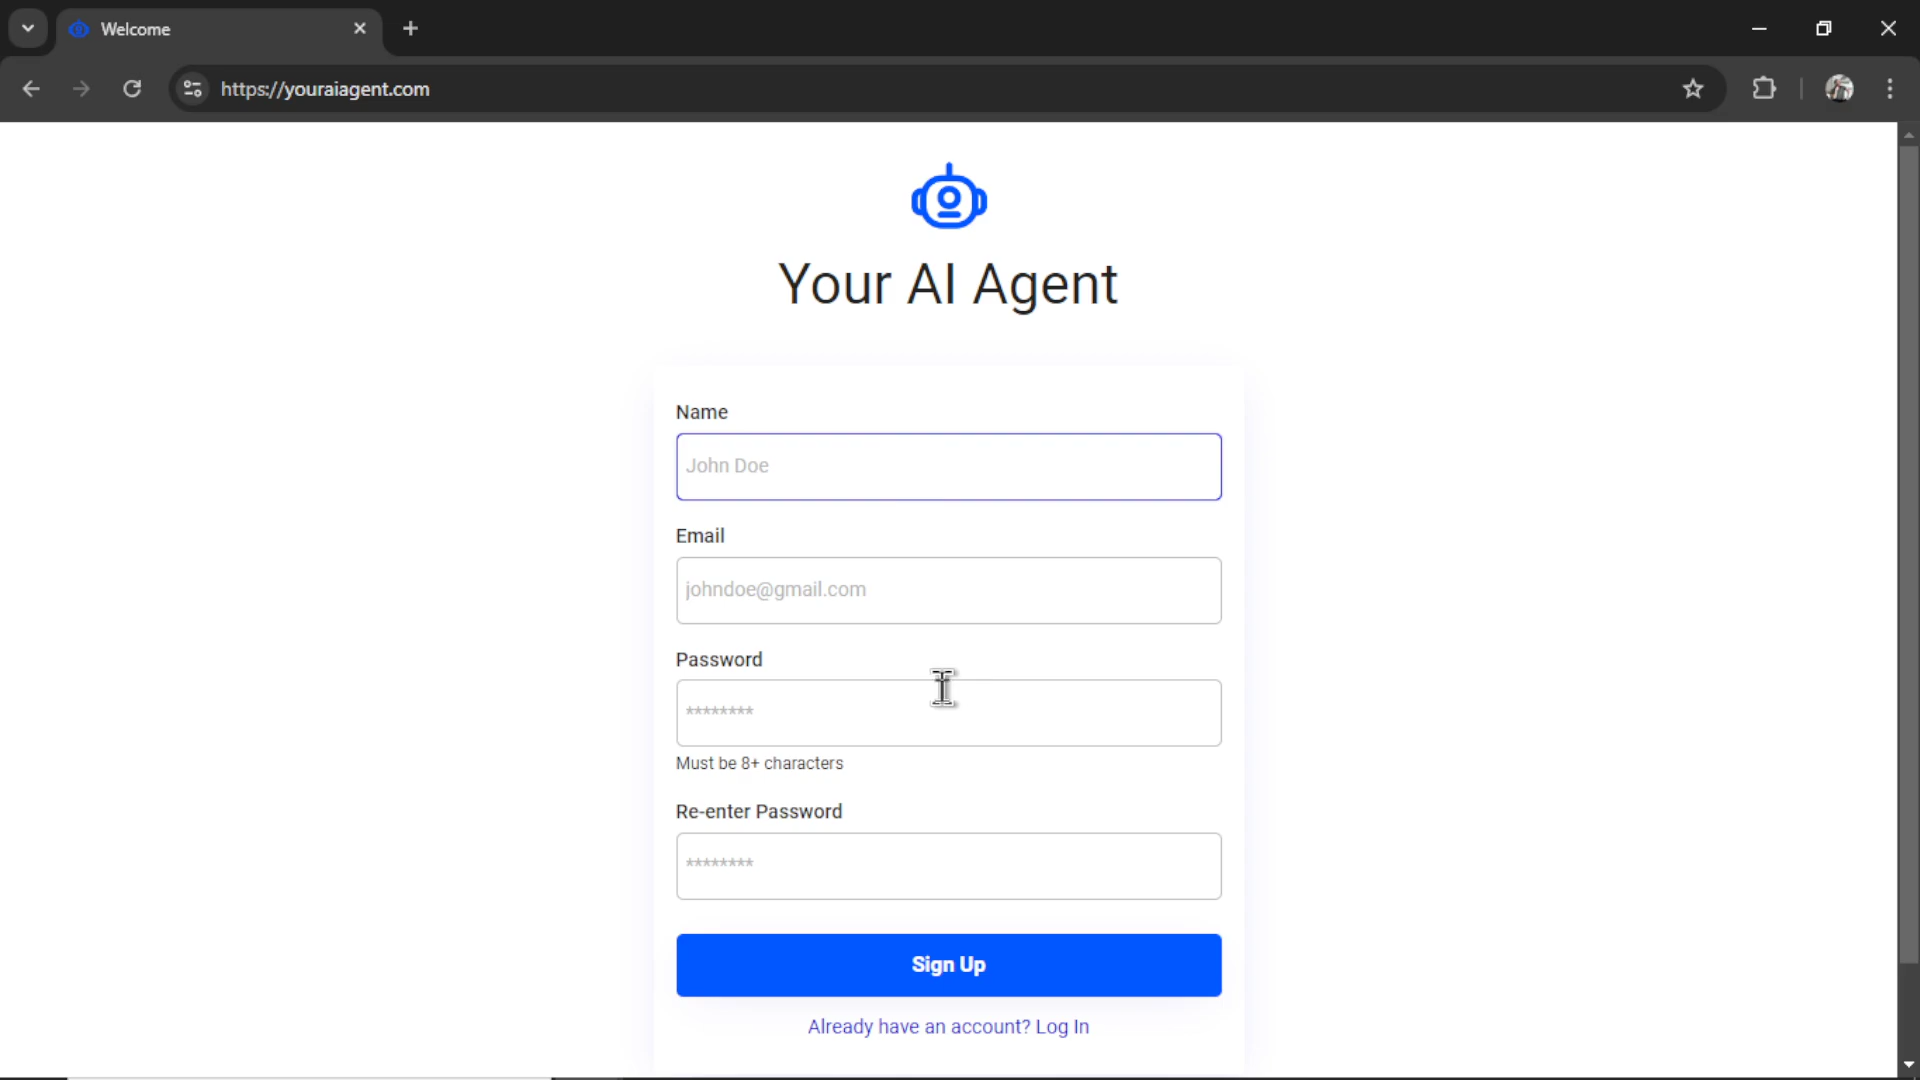 Welcome
https://youraiagent.com
Your AI Agent
Name
John Doe
Email
johndoe@gmail.com
Password
********
Must be 8+ characters
Re-enter Password
********
Sign Up
Already have an account? Log In